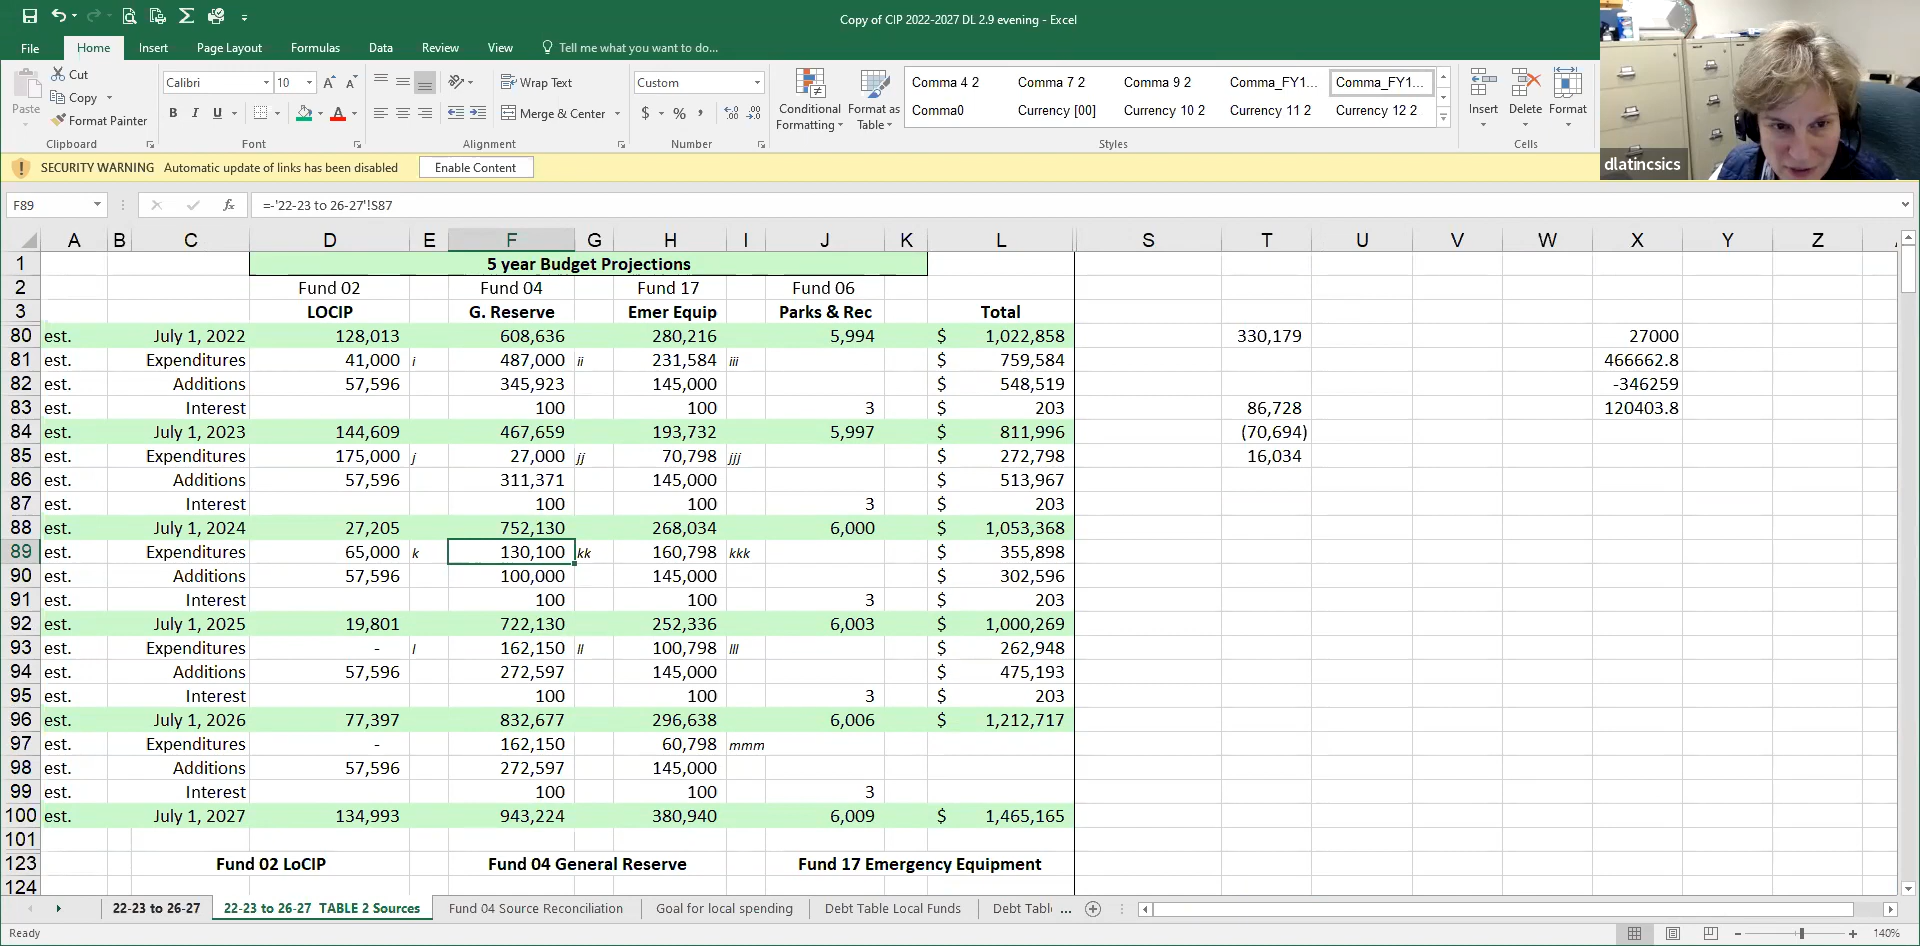 Copy of CIP 2022-2027 DL 2.9 evening - Excel
File Home Insert Page Layout Formulas Data Review View Tell me what you want to do...
Paste Cut Copy Format Painter Clipboard
Calibri 10 B I U Font
Wrap Text Merge & Center Alignment
Custom $ % , Number
Conditional Formatting Format as Table
Comma 4 2 Comma 7 2 Comma 9 2 Comma_FY1... Comma_FY1...
Comma0 Currency [00] Currency 10 2 Currency 11 2 Currency 12 2
Styles
Insert Delete Format
Cells
dlatincsics
SECURITY WARNING Automatic update of links has been disabled Enable Content
F89 fx =-'22-23 to 26-27'!S87
A B C D E F G H I J K L S T U V W X Y Z
1 5 year Budget Projections
2 Fund 02 Fund 04 Fund 17 Fund 06
3 LOCIP G. Reserve Emer Equip Parks & Rec Total
80 est. July 1, 2022 128,013 608,636 280,216 5,994 $ 1,022,858 330,179 27000
81 est. Expenditures 41,000 i 487,000 ii 231,584 iii $ 759,584 466662.8
82 est. Additions 57,596 345,923 145,000 $ 548,519 -346259
83 est. Interest 100 100 3 $ 203 86,728 120403.8
84 est. July 1, 2023 144,609 467,659 193,732 5,997 $ 811,996 (70,694)
85 est. Expenditures 175,000 j 27,000 jj 70,798 jjj $ 272,798 16,034
86 est. Additions 57,596 311,371 145,000 $ 513,967
87 est. Interest 100 100 3 $ 203
88 est. July 1, 2024 27,205 752,130 268,034 6,000 $ 1,053,368
89 est. Expenditures 65,000 k 130,100 kk 160,798 kkk $ 355,898
90 est. Additions 57,596 100,000 145,000 $ 302,596
91 est. Interest 100 100 3 $ 203
92 est. July 1, 2025 19,801 722,130 252,336 6,003 $ 1,000,269
93 est. Expenditures - l 162,150 ll 100,798 lll $ 262,948
94 est. Additions 57,596 272,597 145,000 $ 475,193
95 est. Interest 100 100 3 $ 203
96 est. July 1, 2026 77,397 832,677 296,638 6,006 $ 1,212,717
97 est. Expenditures - 162,150 60,798 mmm
98 est. Additions 57,596 272,597 145,000
99 est. Interest 100 100 3
100 est. July 1, 2027 134,993 943,224 380,940 6,009 $ 1,465,165
101
123 Fund 02 LoCIP Fund 04 General Reserve Fund 17 Emergency Equipment
124
22-23 to 26-27 22-23 to 26-27 TABLE 2 Sources Fund 04 Source Reconciliation Goal for local spending Debt Table Local Funds Debt Tabl ...
Ready 140%